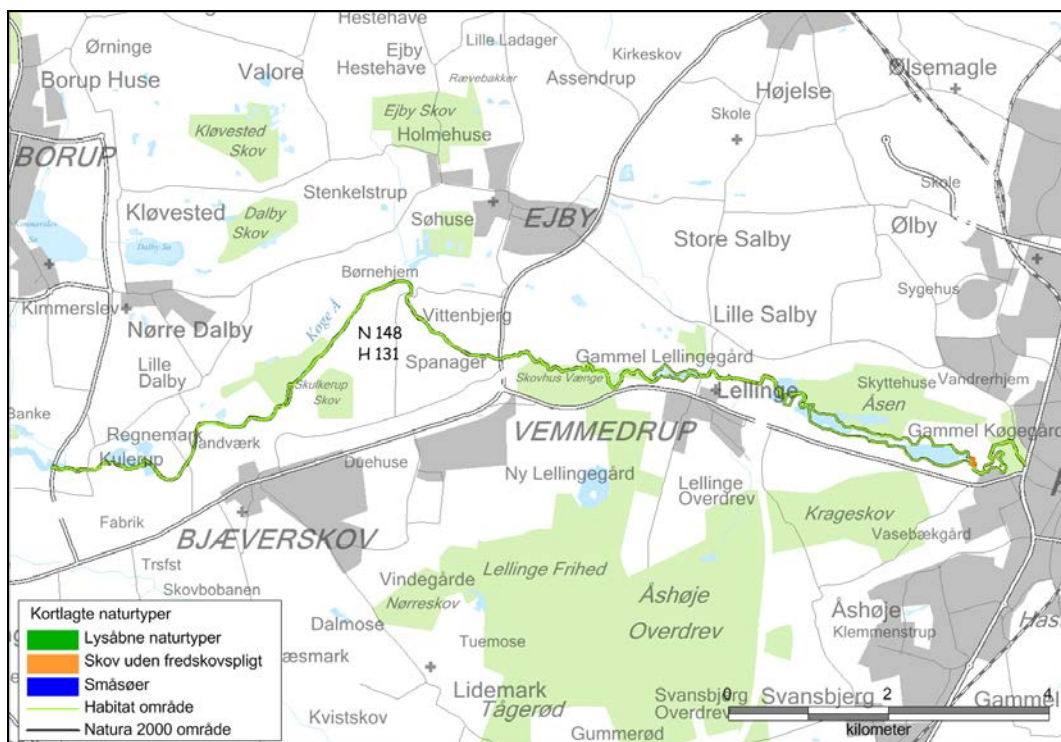 Hestehave
Ørninge
Valore
Ejby
Hestehave
Lille Ladager
Kirkeskov
Ølsemagle
Borup Huse
Rævebakker
Assendrup
Højelse
Ejby Skov
Skole
Kløvested
Skov
Holmehuse
BORUP
Stenkelstrup
Skole
Kløvested
Dalby
Skov
Søhuse
EJBY
Ølby
Dalby Sø
Store Salby
Børnehjem
Sygehus
Kimmerslev
Køge Å
N 148
H 131
Vittenbjerg
Lille Salby
Nørre Dalby
Spanager
Gammel Lellingegård
Lille
Dalby
Skulkerup
Skov
Skovhus Vænge
Lellinge
Skyttehuse
Vandrerhjem
Åsen
Banke
Regnemark
Vandværk
VEMMEDRUP
Gammel Køgegård
Kulerup
Duehuse
Ny Lellingegård
Lellinge
Overdrev
Krageskov
Fabrik
BJÆVERSKOV
Vasebækgård
Trsfst
Lellinge Frihed
Skovbobanen
Vindegårde
Nørreskov
Åshøje
Overdrev
Åshøje
Klemmenstrup
Dalmose
Tuemose
Lidemark
Tågerød
Svansbjerg
Overdrev
Svansbjerg
Gammel
Kvistskov
Gummerød
Kortlagte naturtyper
Lysåbne naturtyper
Skov uden fredskovspligt
Småsøer
Habitat område
Natura 2000 område
0 2 4
kilometer